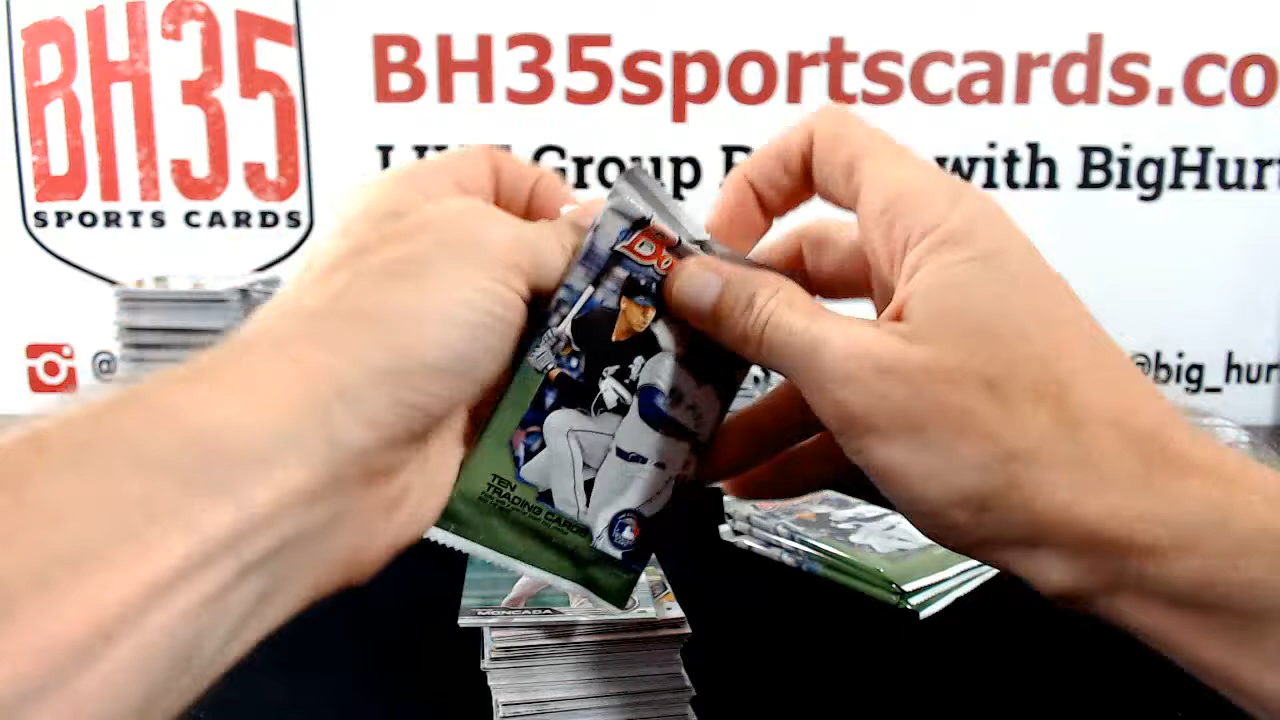 BH35
SPORTS CARDS
BH35sportscards.co
Group
with BigHurt
@
@big_hur
TEN
TRADING CARDS
MONCADA